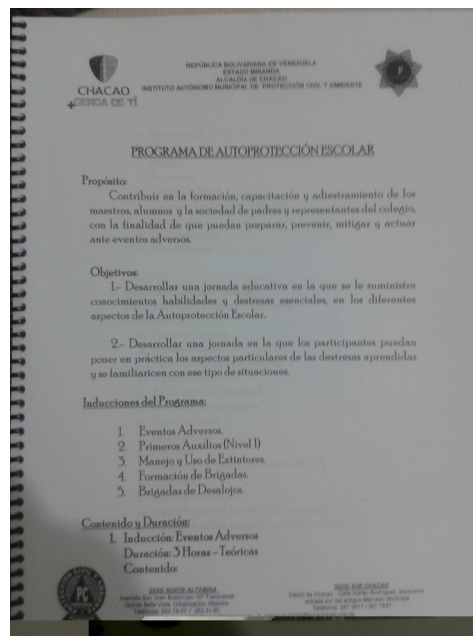 REPÚBLICA BOLIVARIANA DE VENEZUELA
ESTADO MIRANDA
ALCALDÍA DE CHACAO
INSTITUTO AUTÓNOMO MUNICIPAL DE PROTECCIÓN CIVIL Y AMBIENTE
CHACAO
+CERCA DE TÍ
PROGRAMA DE AUTOPROTECCIÓN ESCOLAR
Propósito:
Contribuir en la formación, capacitación y adiestramiento de los
maestros, alumnos y la sociedad de padres y representantes del colegio,
con la finalidad de que puedan preparar, prevenir, mitigar y actuar
ante eventos adversos.
Objetivos:
1.- Desarrollar una jornada educativa en la que se le suministre
conocimientos habilidades y destrezas esenciales, en los diferentes
aspectos de la Autoprotección Escolar.
2.- Desarrollar una jornada en la que los participantes puedan
poner en práctica los aspectos particulares de las destrezas aprendidas
y se familiaricen con ese tipo de situaciones.
Inducciones del Programa:
1. Eventos Adversos.
2. Primeros Auxilios (Nivel 1)
3. Manejo y Uso de Extintores.
4. Formación de Brigadas.
5. Brigadas de Desalojos.
Contenido y Duración:
1. Inducción: Eventos Adversos
Duración: 3 Horas – Teóricas
Contenido:
PC
SEDE NORTE ALTAMIRA
SEDE SUR CHACAO